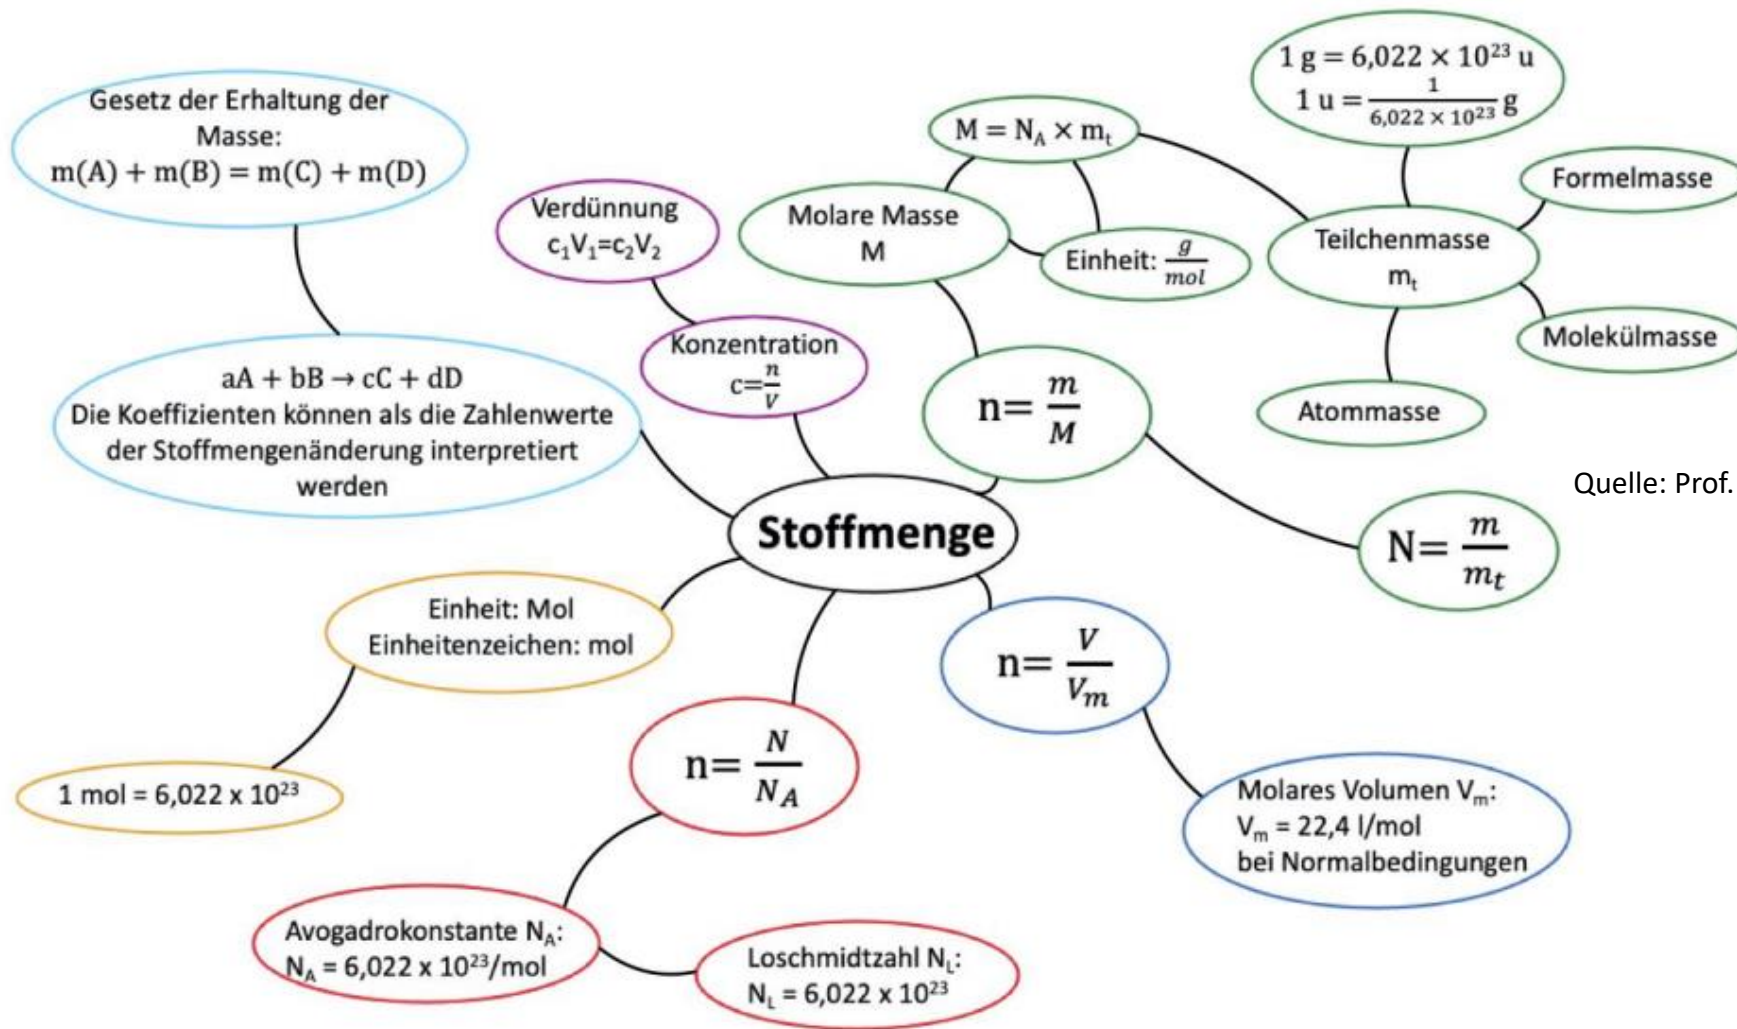 Gesetz der Erhaltung der
Masse:
m(A) + m(B) = m(C) + m(D)
aA + bB → cC + dD
Die Koeffizienten können als die Zahlenwerte
der Stoffmengenänderung interpretiert
werden
Verdünnung
c₁V₁=c₂V₂
Konzentration
c=n/V
M = N_A × m_t
Molare Masse
M
Einheit: g/mol
1 g = 6,022 × 10²³ u
1 u = 1/(6,022 × 10²³) g
Formelmasse
Teilchenmasse
m_t
Molekülmasse
Atommasse
n= m/M
Quelle: Prof.
N= m/m_t
Stoffmenge
Einheit: Mol
Einheitenzeichen: mol
1 mol = 6,022 x 10²³
n= N/N_A
n= V/V_m
Molares Volumen V_m:
V_m = 22,4 l/mol
bei Normalbedingungen
Avogadrokonstante N_A:
N_A = 6,022 x 10²³/mol
Loschmidtzahl N_L:
N_L = 6,022 x 10²³